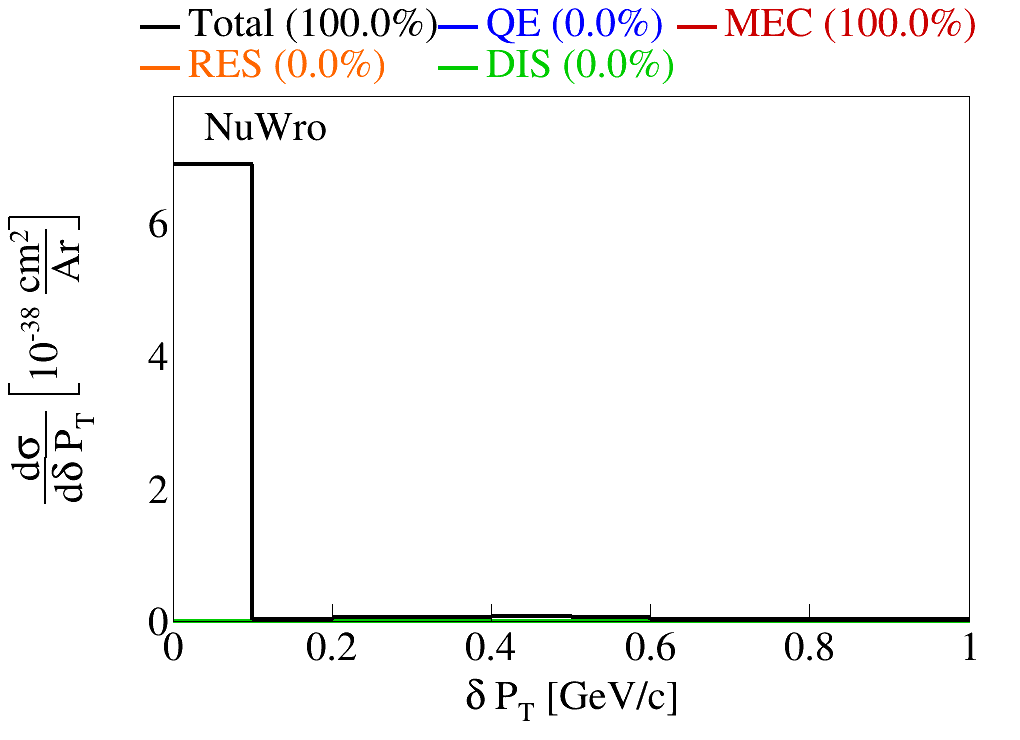 Total (100.0%) QE (0.0%) MEC (100.0%)
RES (0.0%) DIS (0.0%)
NuWro
dσ/dδ P_T [10^-38 cm^2/Ar]
6
4
2
0
0 0.2 0.4 0.6 0.8 1
δ P_T [GeV/c]